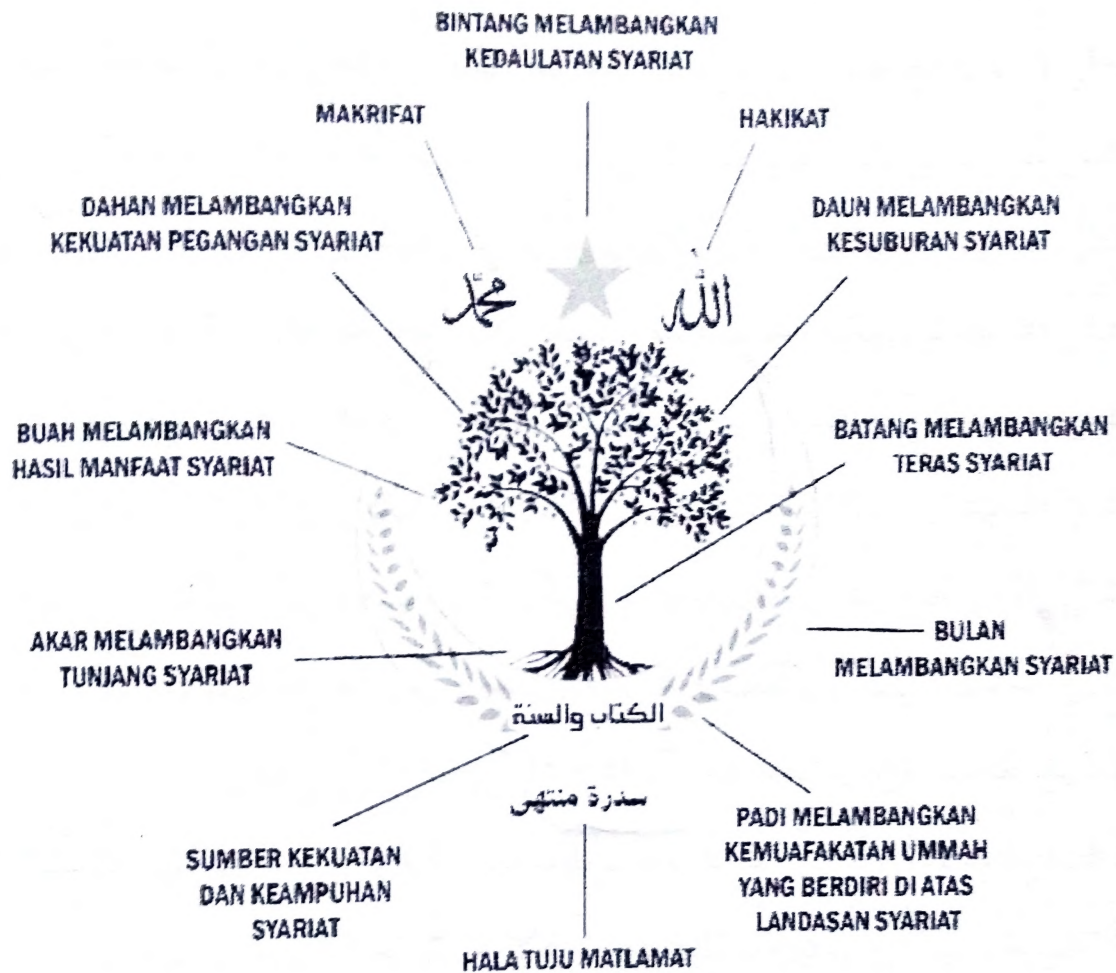 BINTANG MELAMBANGKAN
KEDAULATAN SYARIAT
MAKRIFAT
HAKIKAT
DAHAN MELAMBANGKAN
KEKUATAN PEGANGAN SYARIAT
DAUN MELAMBANGKAN
KESUBURAN SYARIAT
محمد
الله
BUAH MELAMBANGKAN
HASIL MANFAAT SYARIAT
BATANG MELAMBANGKAN
TERAS SYARIAT
AKAR MELAMBANGKAN
TUNJANG SYARIAT
BULAN
MELAMBANGKAN SYARIAT
الكتاب والسنة
سدرة منتهى
SUMBER KEKUATAN
DAN KEAMPUHAN
SYARIAT
PADI MELAMBANGKAN
KEMUAFAKATAN UMMAH
YANG BERDIRI DI ATAS
LANDASAN SYARIAT
HALA TUJU MATLAMAT